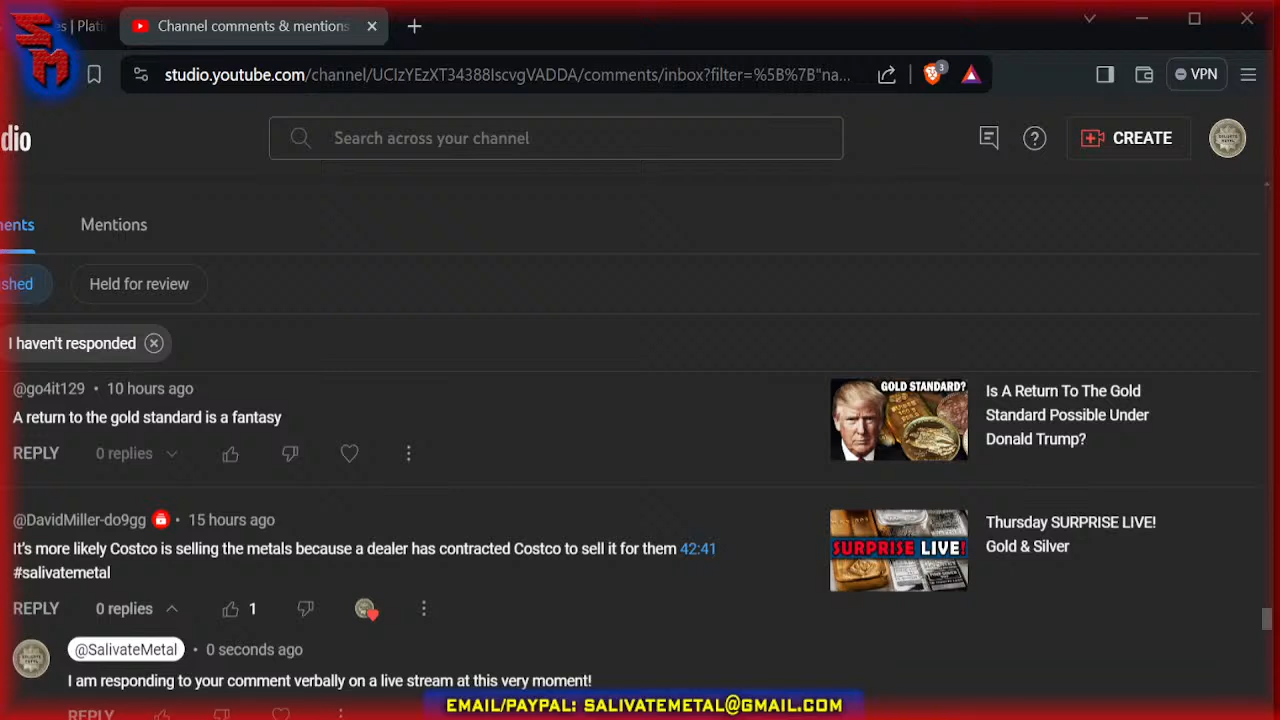 SM
es | Plati
Channel comments & mentions
studio.youtube.com/channel/UCIzYEzXT34388IscvgVADDA/comments/inbox?filter=%5B%7B"na...
3
VPN
dio
Search across your channel
CREATE
ments
Mentions
shed
Held for review
I haven't responded
@go4it129 • 10 hours ago
A return to the gold standard is a fantasy
REPLY 0 replies
GOLD STANDARD?
Is A Return To The Gold
Standard Possible Under
Donald Trump?
@DavidMiller-do9gg • 15 hours ago
It's more likely Costco is selling the metals because a dealer has contracted Costco to sell it for them 42:41
#salivatemetal
REPLY 0 replies 1
SURPRISE LIVE!
Thursday SURPRISE LIVE!
Gold & Silver
@SalivateMetal • 0 seconds ago
I am responding to your comment verbally on a live stream at this very moment!
REPLY
EMAIL/PAYPAL: SALIVATEMETAL@GMAIL.COM